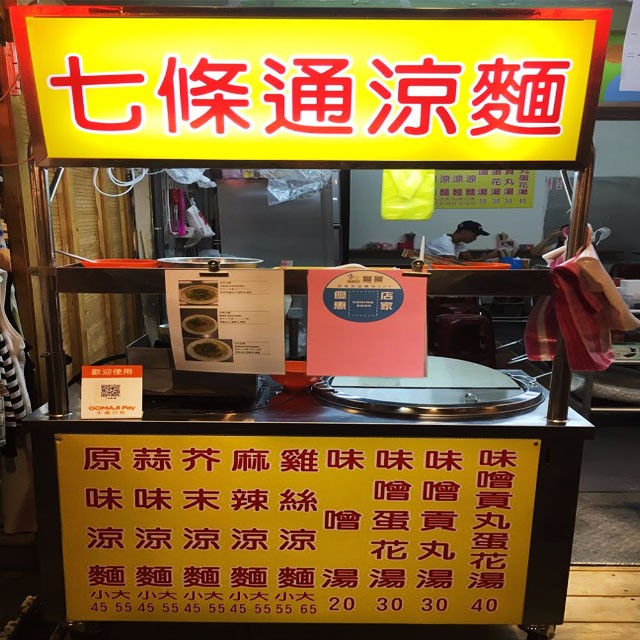 七條通涼麵
優惠 店家
歡迎使用
GOMAJI Pay
原味涼麵
小 大
45 55
蒜味涼麵
小 大
45 55
芥末涼麵
小 大
45 55
麻辣涼麵
小 大
45 55
雞絲涼麵
小 大
55 65
味噌湯
20
味噌蛋花湯
30
味噌貢丸湯
30
味噌貢丸蛋花湯
40